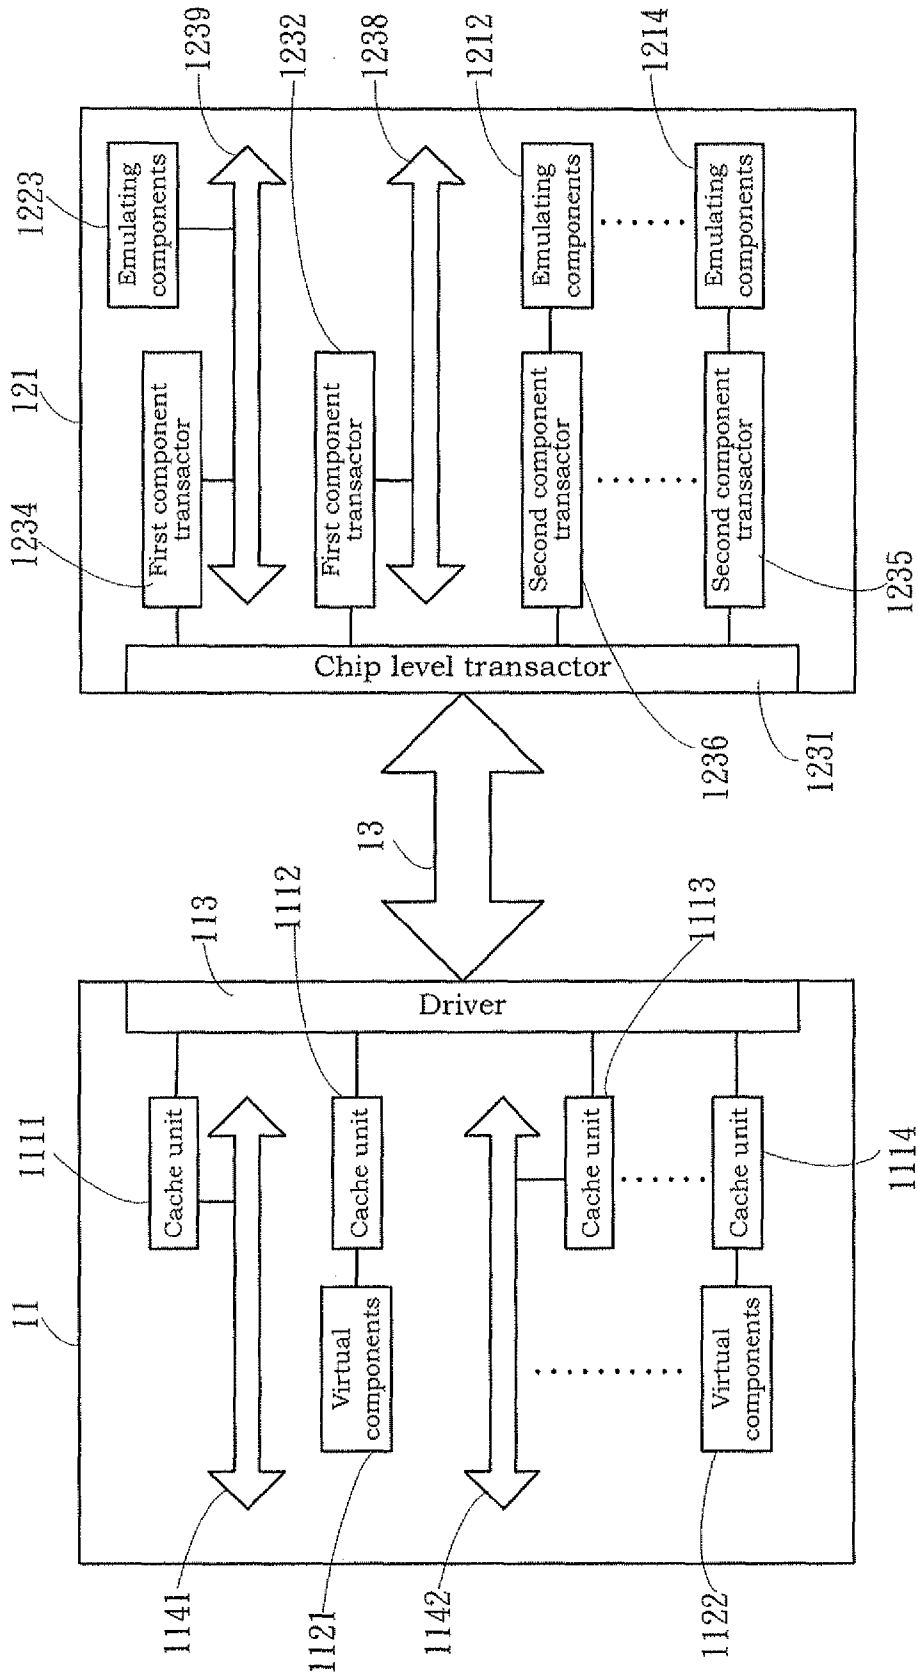 11
1111
113
1112
Cache unit
Driver
Cache unit
Virtual
components
Cache unit
Virtual
components
Cache unit
1141
1121
1142
1122
1114
1113
13
1234
121
1223
1239
1232
1238
1212
1214
Emulating
components
First component
transactor
First component
transactor
Chip level transactor
Second component
transactor
Emulating
components
Second component
transactor
Emulating
components
1236
1231
1235